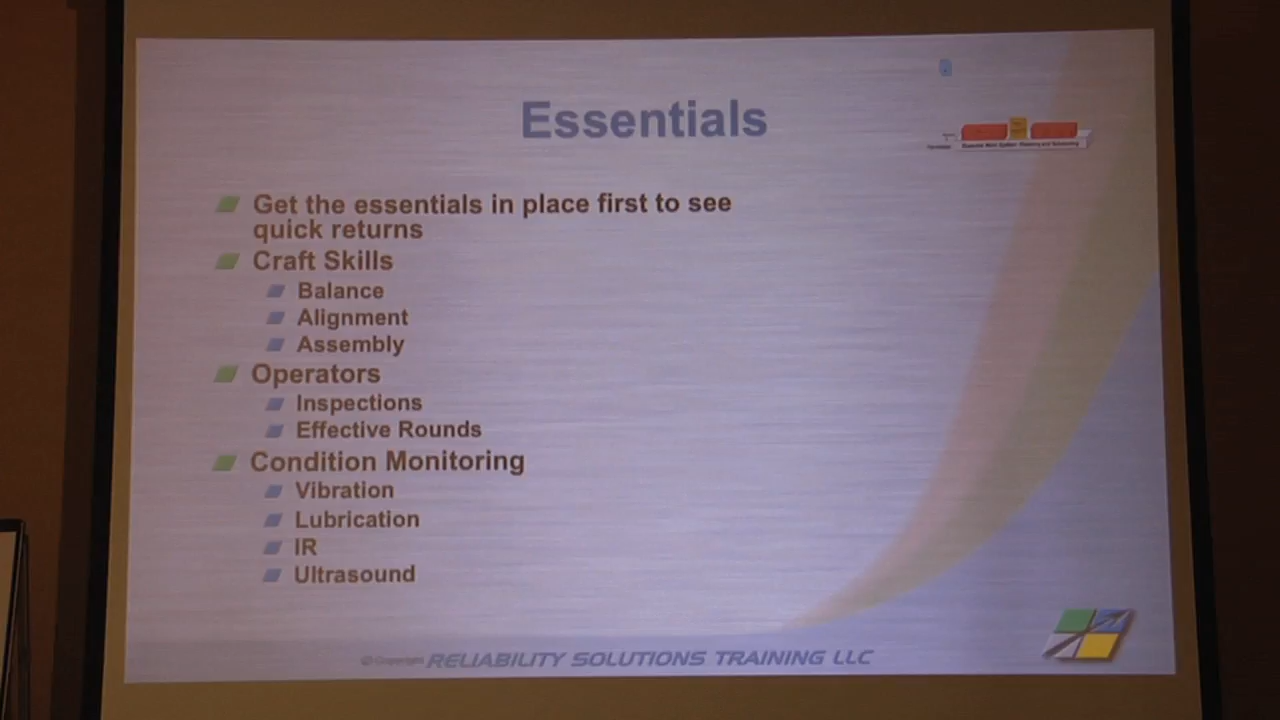 Essentials
Get the essentials in place first to see
quick returns
Craft Skills
Balance
Alignment
Assembly
Operators
Inspections
Effective Rounds
Condition Monitoring
Vibration
Lubrication
IR
Ultrasound
© Copyright RELIABILITY SOLUTIONS TRAINING LLC